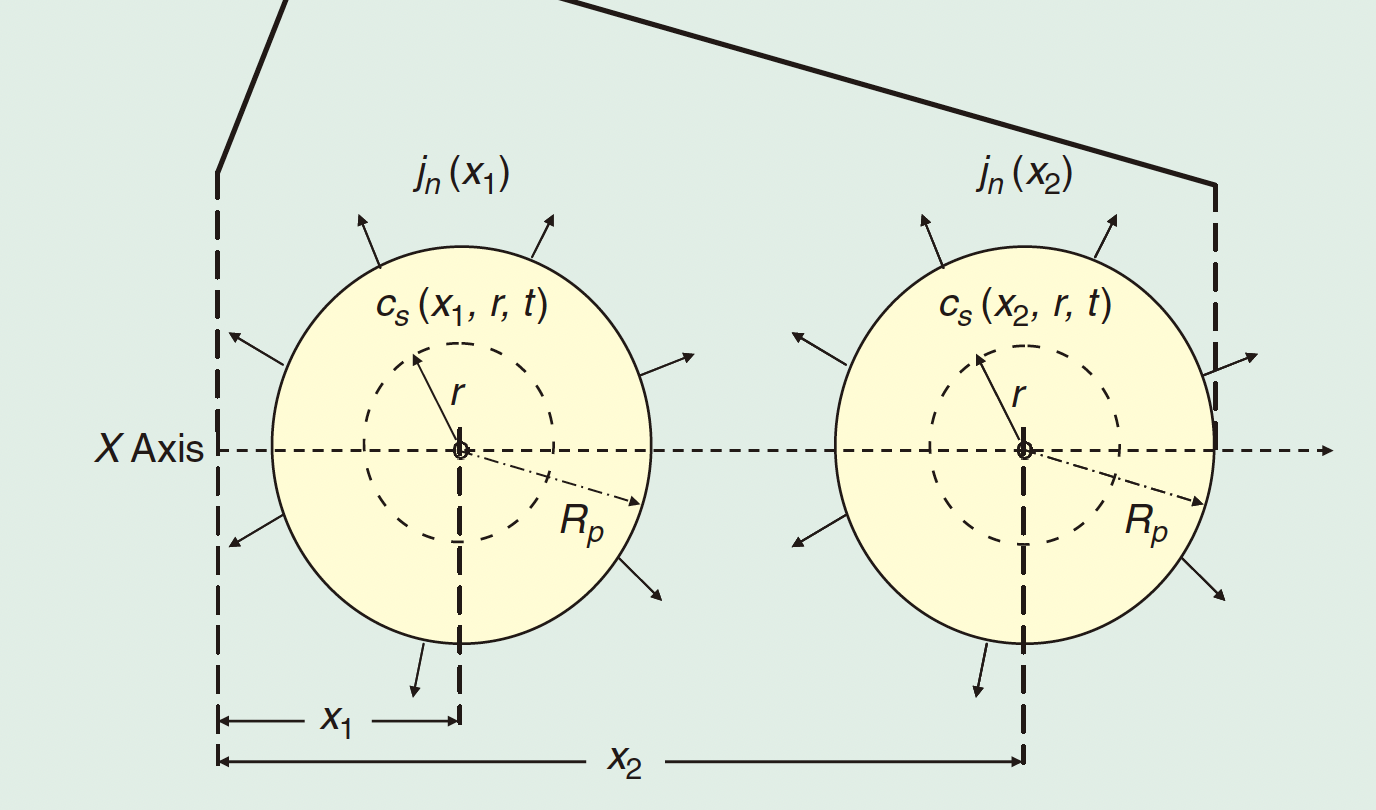 jₙ (x₁)
jₙ (x₂)
cₛ (x₁, r, t)
cₛ (x₂, r, t)
r
r
X Axis
Rₚ
Rₚ
x₁
x₂